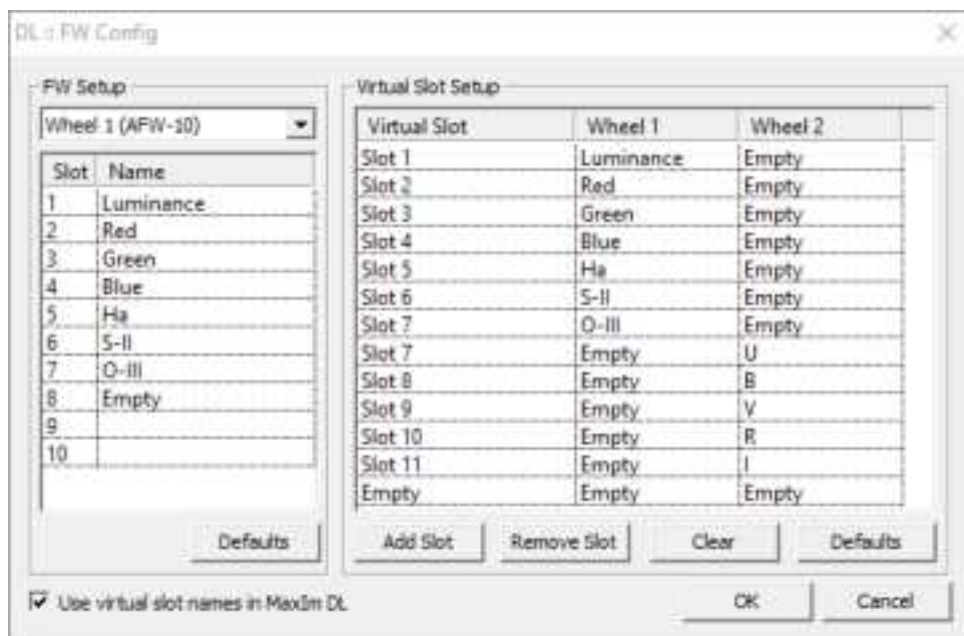 DL :: FW Config
FW Setup
Wheel 1 (AFW-10)
Slot Name
1 Luminance
2 Red
3 Green
4 Blue
5 Ha
6 S-II
7 O-III
8 Empty
9
10
Defaults
Virtual Slot Setup
Virtual Slot Wheel 1 Wheel 2
Slot 1 Luminance Empty
Slot 2 Red Empty
Slot 3 Green Empty
Slot 4 Blue Empty
Slot 5 Ha Empty
Slot 6 S-II Empty
Slot 7 O-III Empty
Slot 7 Empty U
Slot 8 Empty B
Slot 9 Empty V
Slot 10 Empty R
Slot 11 Empty I
Empty Empty Empty
Add Slot Remove Slot Clear Defaults
Use virtual slot names in MaxIm DL
OK Cancel